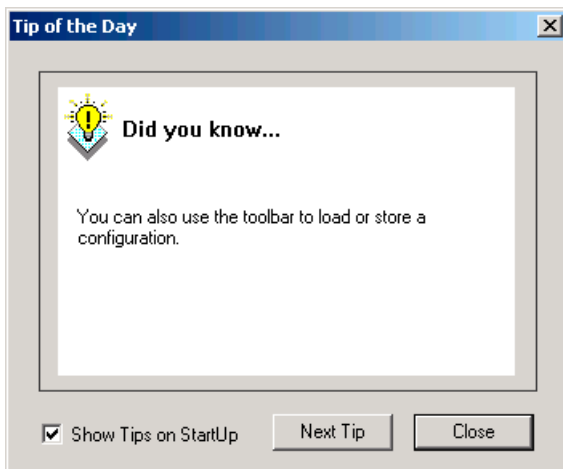 Tip of the Day
Did you know...
You can also use the toolbar to load or store a
configuration.
Show Tips on StartUp
Next Tip
Close